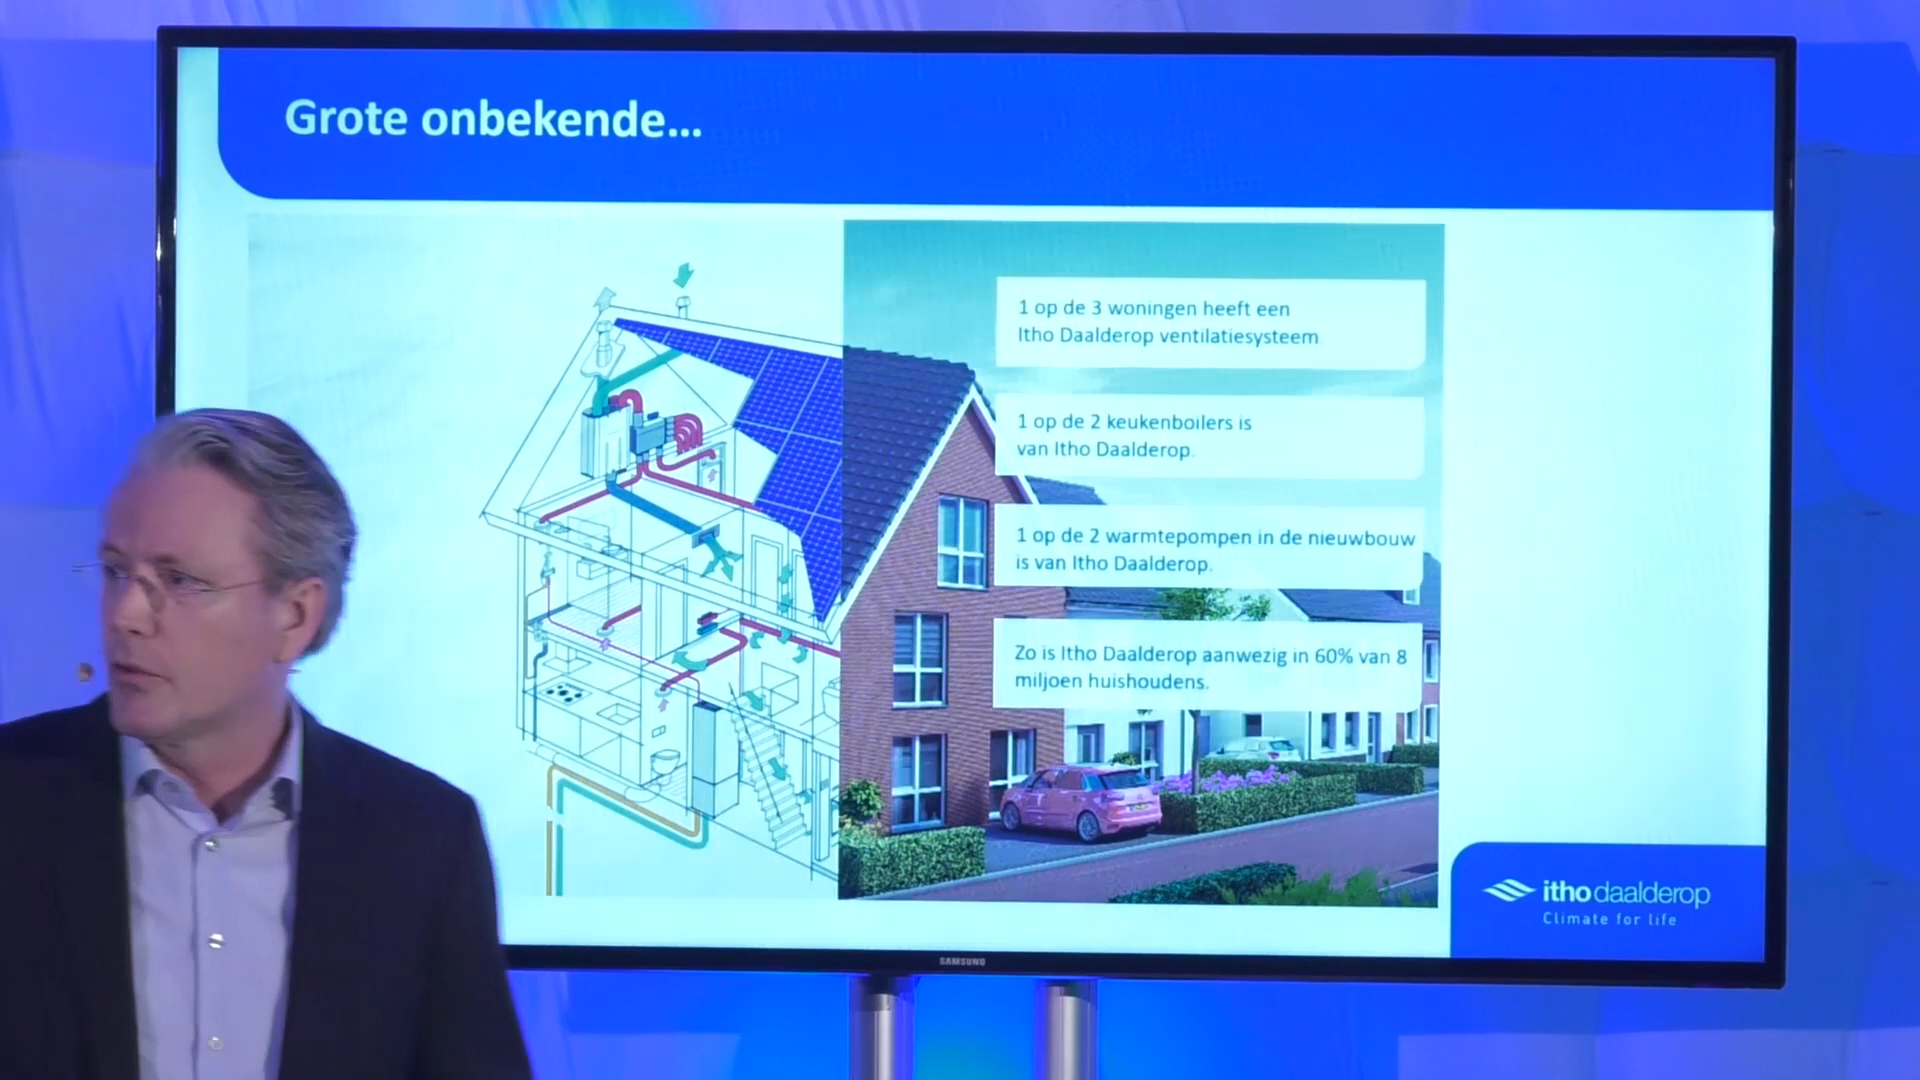 Grote onbekende...
1 op de 3 woningen heeft een
Itho Daalderop ventilatiesysteem
1 op de 2 keukenboilers is
van Itho Daalderop.
1 op de 2 warmtepompen in de nieuwbouw
is van Itho Daalderop.
Zo is Itho Daalderop aanwezig in 60% van 8
miljoen huishoudens.
ithodaalderop
Climate for life
SAMSUNG